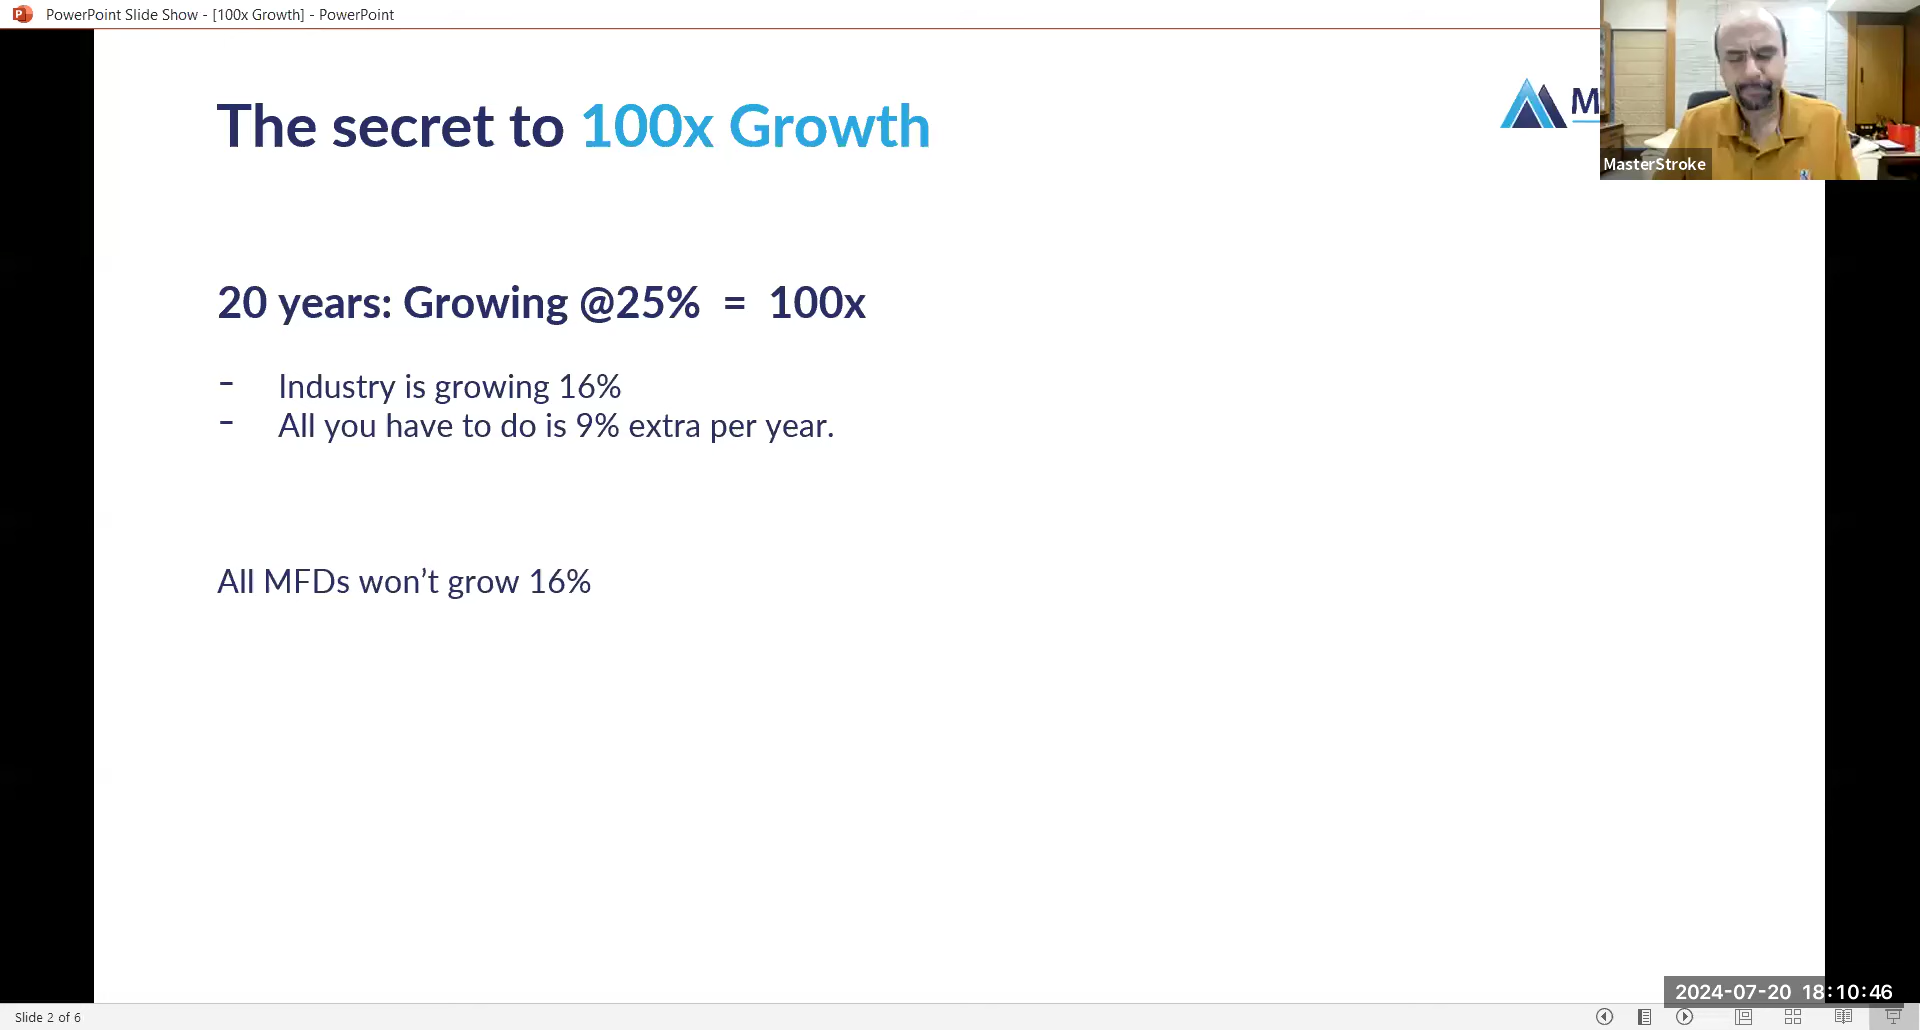 PowerPoint Slide Show - [100x Growth] - PowerPoint
The secret to 100x Growth
M
MasterStroke
20 years: Growing @25% = 100x
- Industry is growing 16%
- All you have to do is 9% extra per year.
All MFDs won’t grow 16%
2024-07-20 18:10:46
Slide 2 of 6